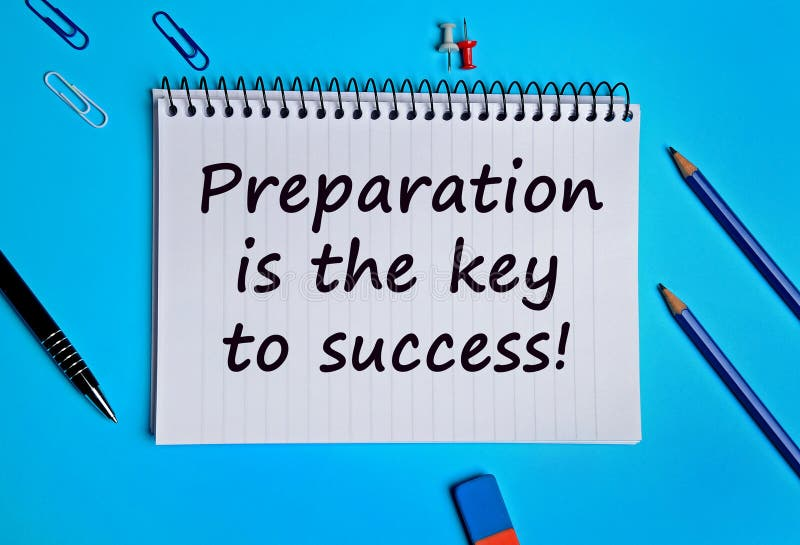 Preparation
is the key
to success!